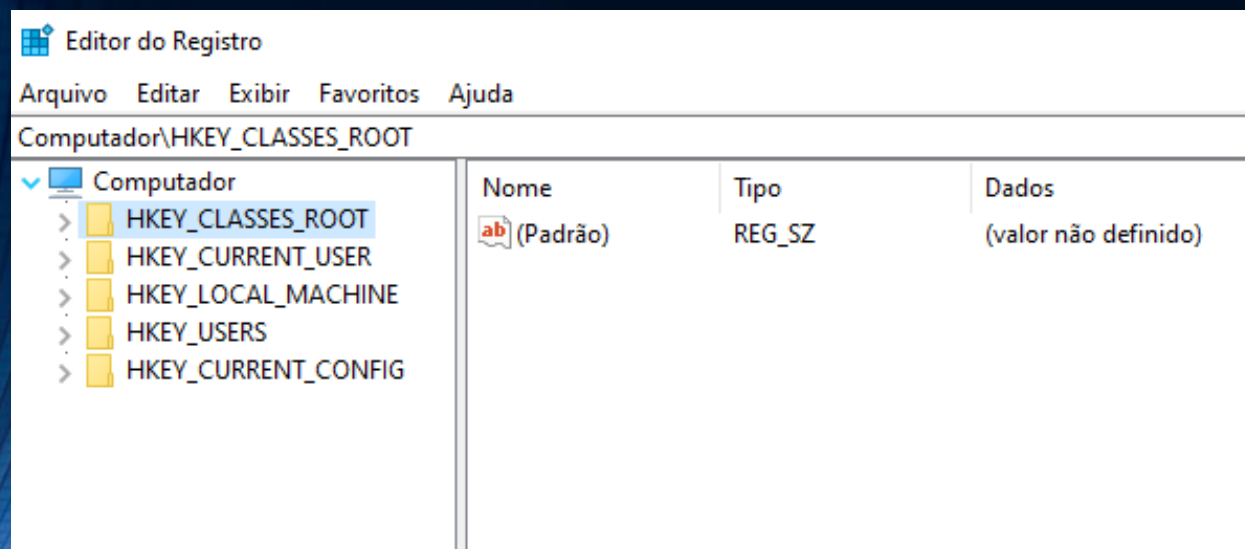 Editor do Registro
Arquivo Editar Exibir Favoritos Ajuda
Computador\HKEY_CLASSES_ROOT
Computador
HKEY_CLASSES_ROOT
HKEY_CURRENT_USER
HKEY_LOCAL_MACHINE
HKEY_USERS
HKEY_CURRENT_CONFIG
Nome Tipo Dados
ab (Padrão) REG_SZ (valor não definido)